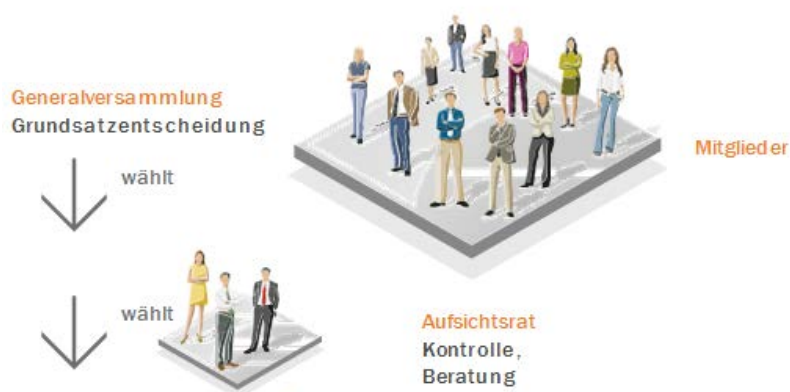 Generalversammlung
Grundsatzentscheidung
Mitglieder
wählt
wählt
Aufsichtsrat
Kontrolle,
Beratung